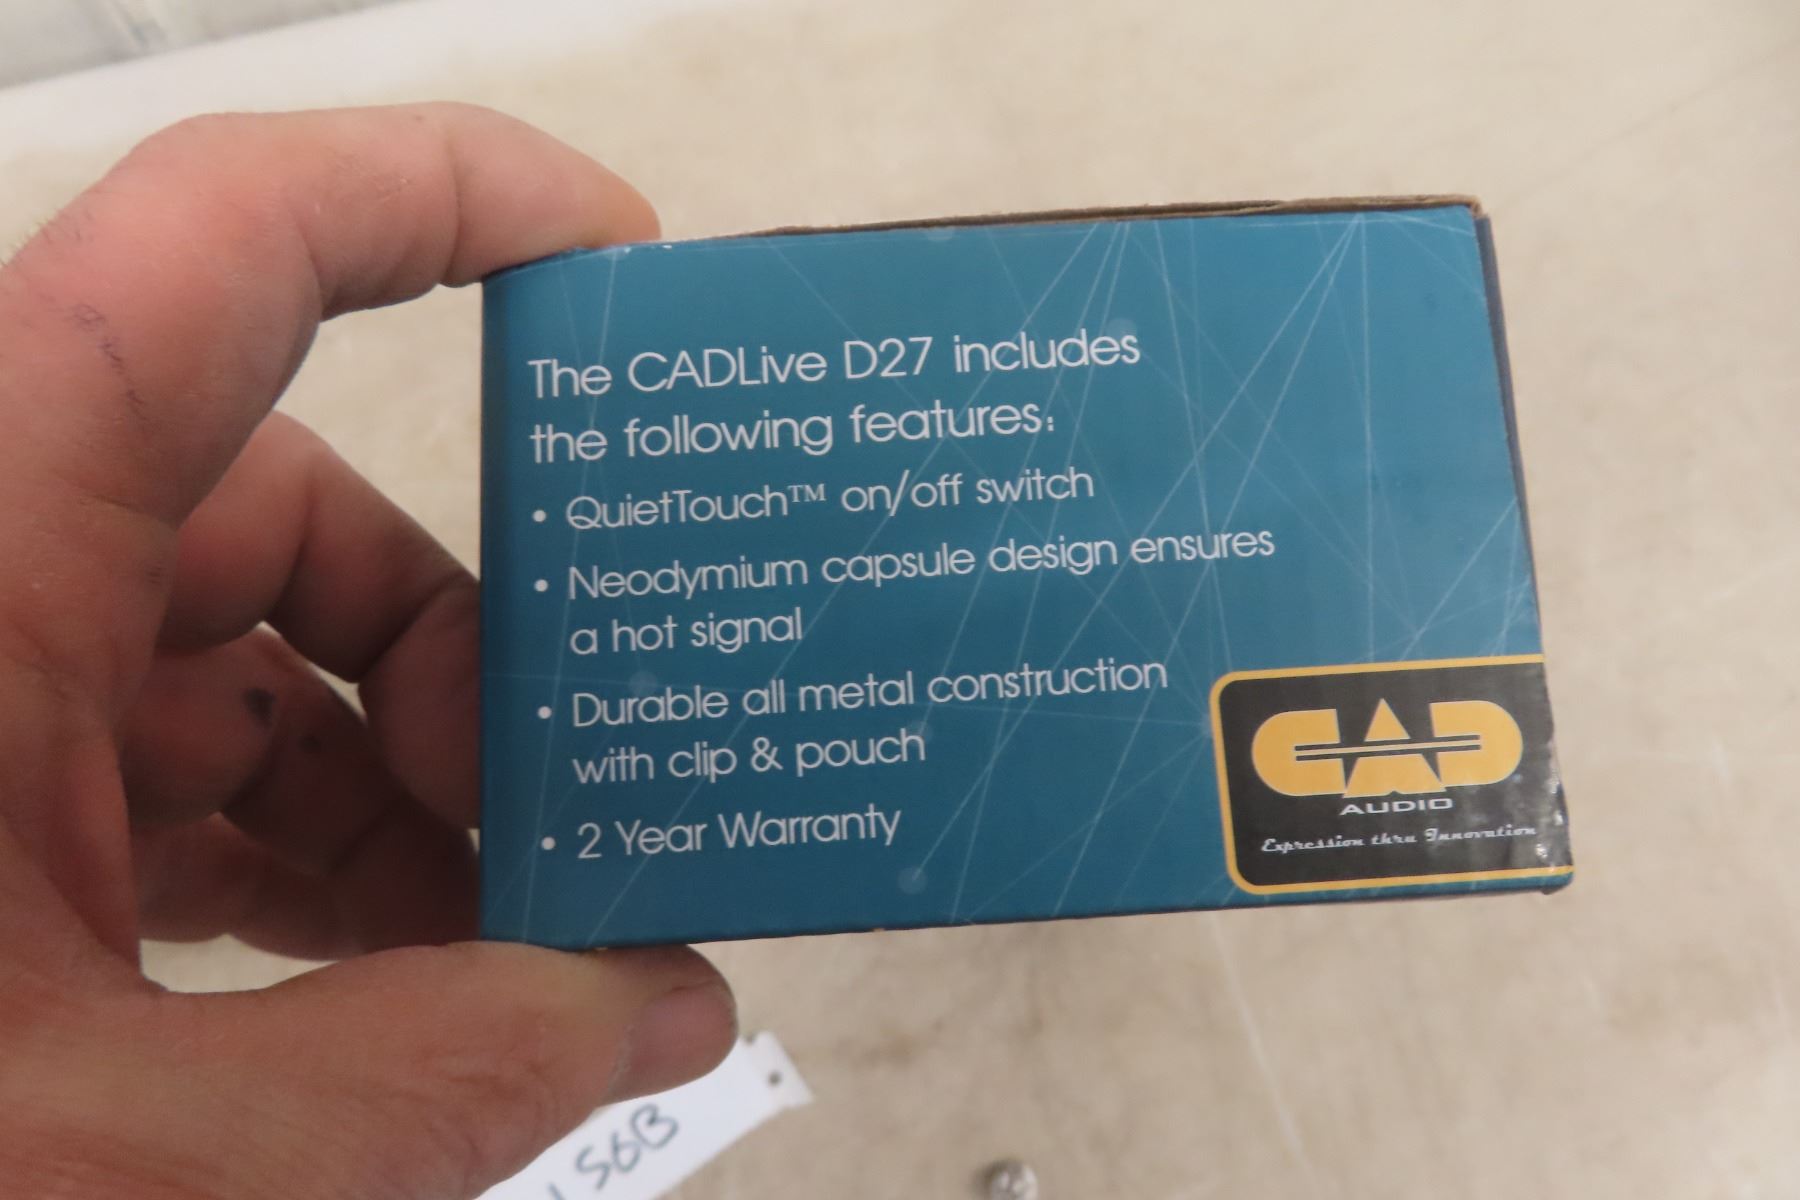 The CADLive D27 includes
the following features:
• QuietTouch™ on/off switch
• Neodymium capsule design ensures
a hot signal
• Durable all metal construction
with clip & pouch
• 2 Year Warranty
CAD
AUDIO
Expression thru Innovation
S6B